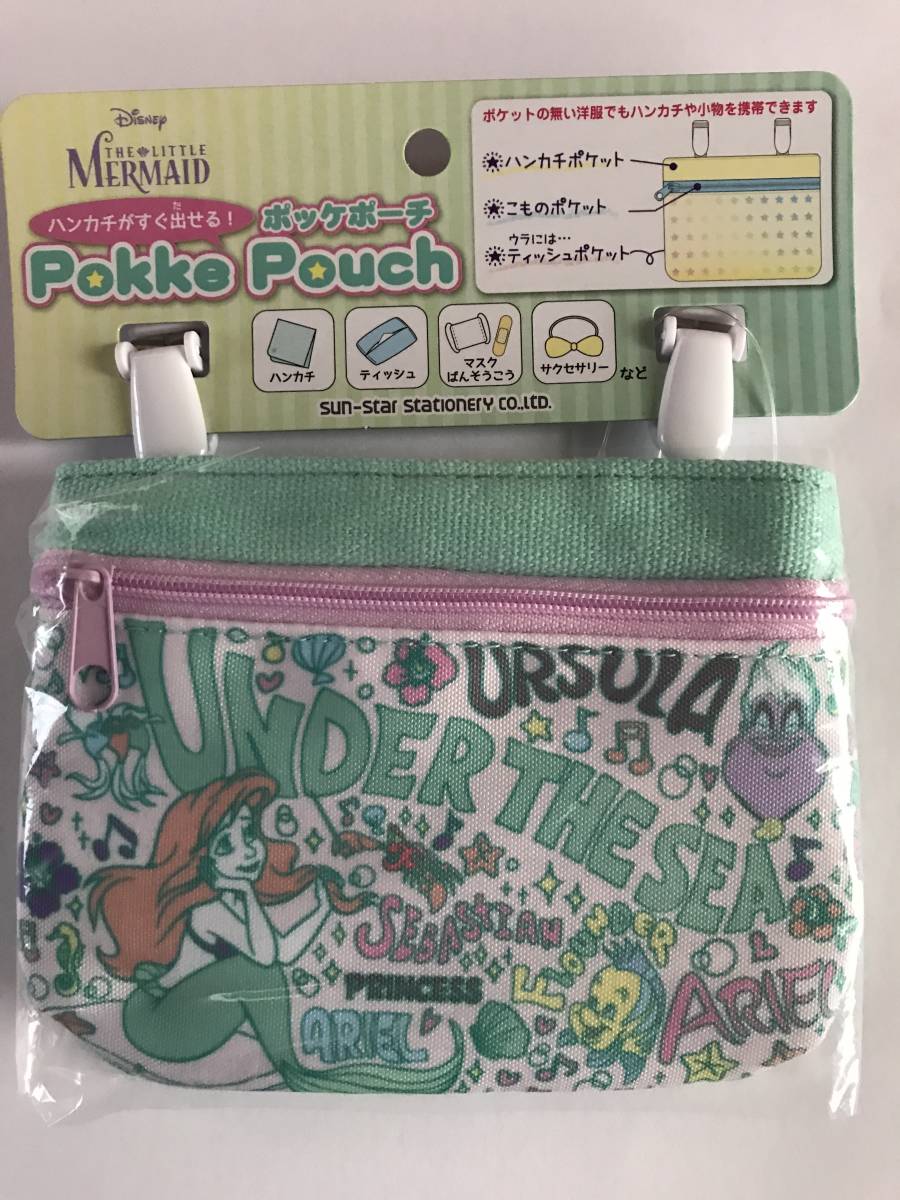 Disney
THE LITTLE
MERMAID
ハンカチがすぐ出せる!
だ
ポッケポーチ
Pokke Pouch
ポケットの無い洋服でもハンカチや小物を携帯できます
ハンカチポケット
こものポケット
ウラには…
ティッシュポケット
ハンカチ
ティッシュ
マスク
ばんそうこう
サクセサリー
など
sun-star stationery co.,ltd.
URSULA
UNDER THE SEA
SEBASTIAN
FLOUNDER
PRINCESS
ARIEL
ARIEL